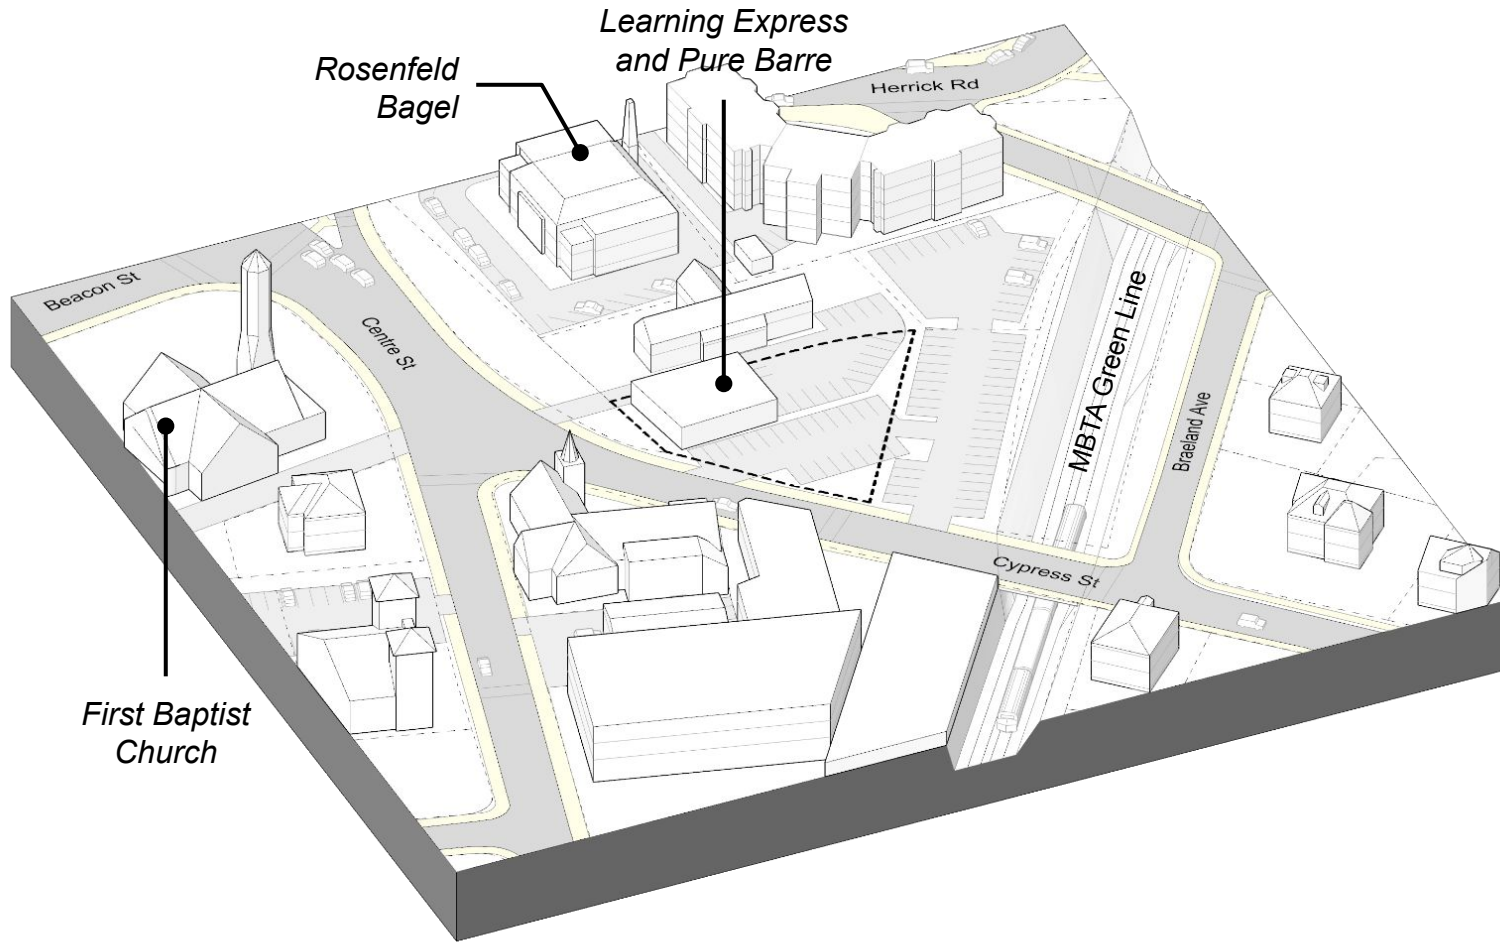 Learning Express
and Pure Barre
Rosenfeld
Bagel
Herrick Rd
Beacon St
Centre St
MBTA Green Line
Braeland Ave
Cypress St
First Baptist
Church